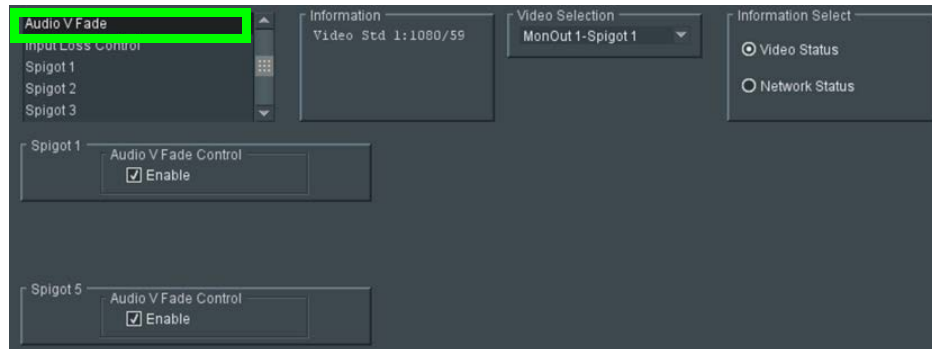 Audio V Fade
Input Loss Control
Spigot 1
Spigot 2
Spigot 3
Information
Video Std 1:1080/59
Video Selection
MonOut 1-Spigot 1
Information Select
Video Status
Network Status
Spigot 1
Audio V Fade Control
Enable
Spigot 5
Audio V Fade Control
Enable